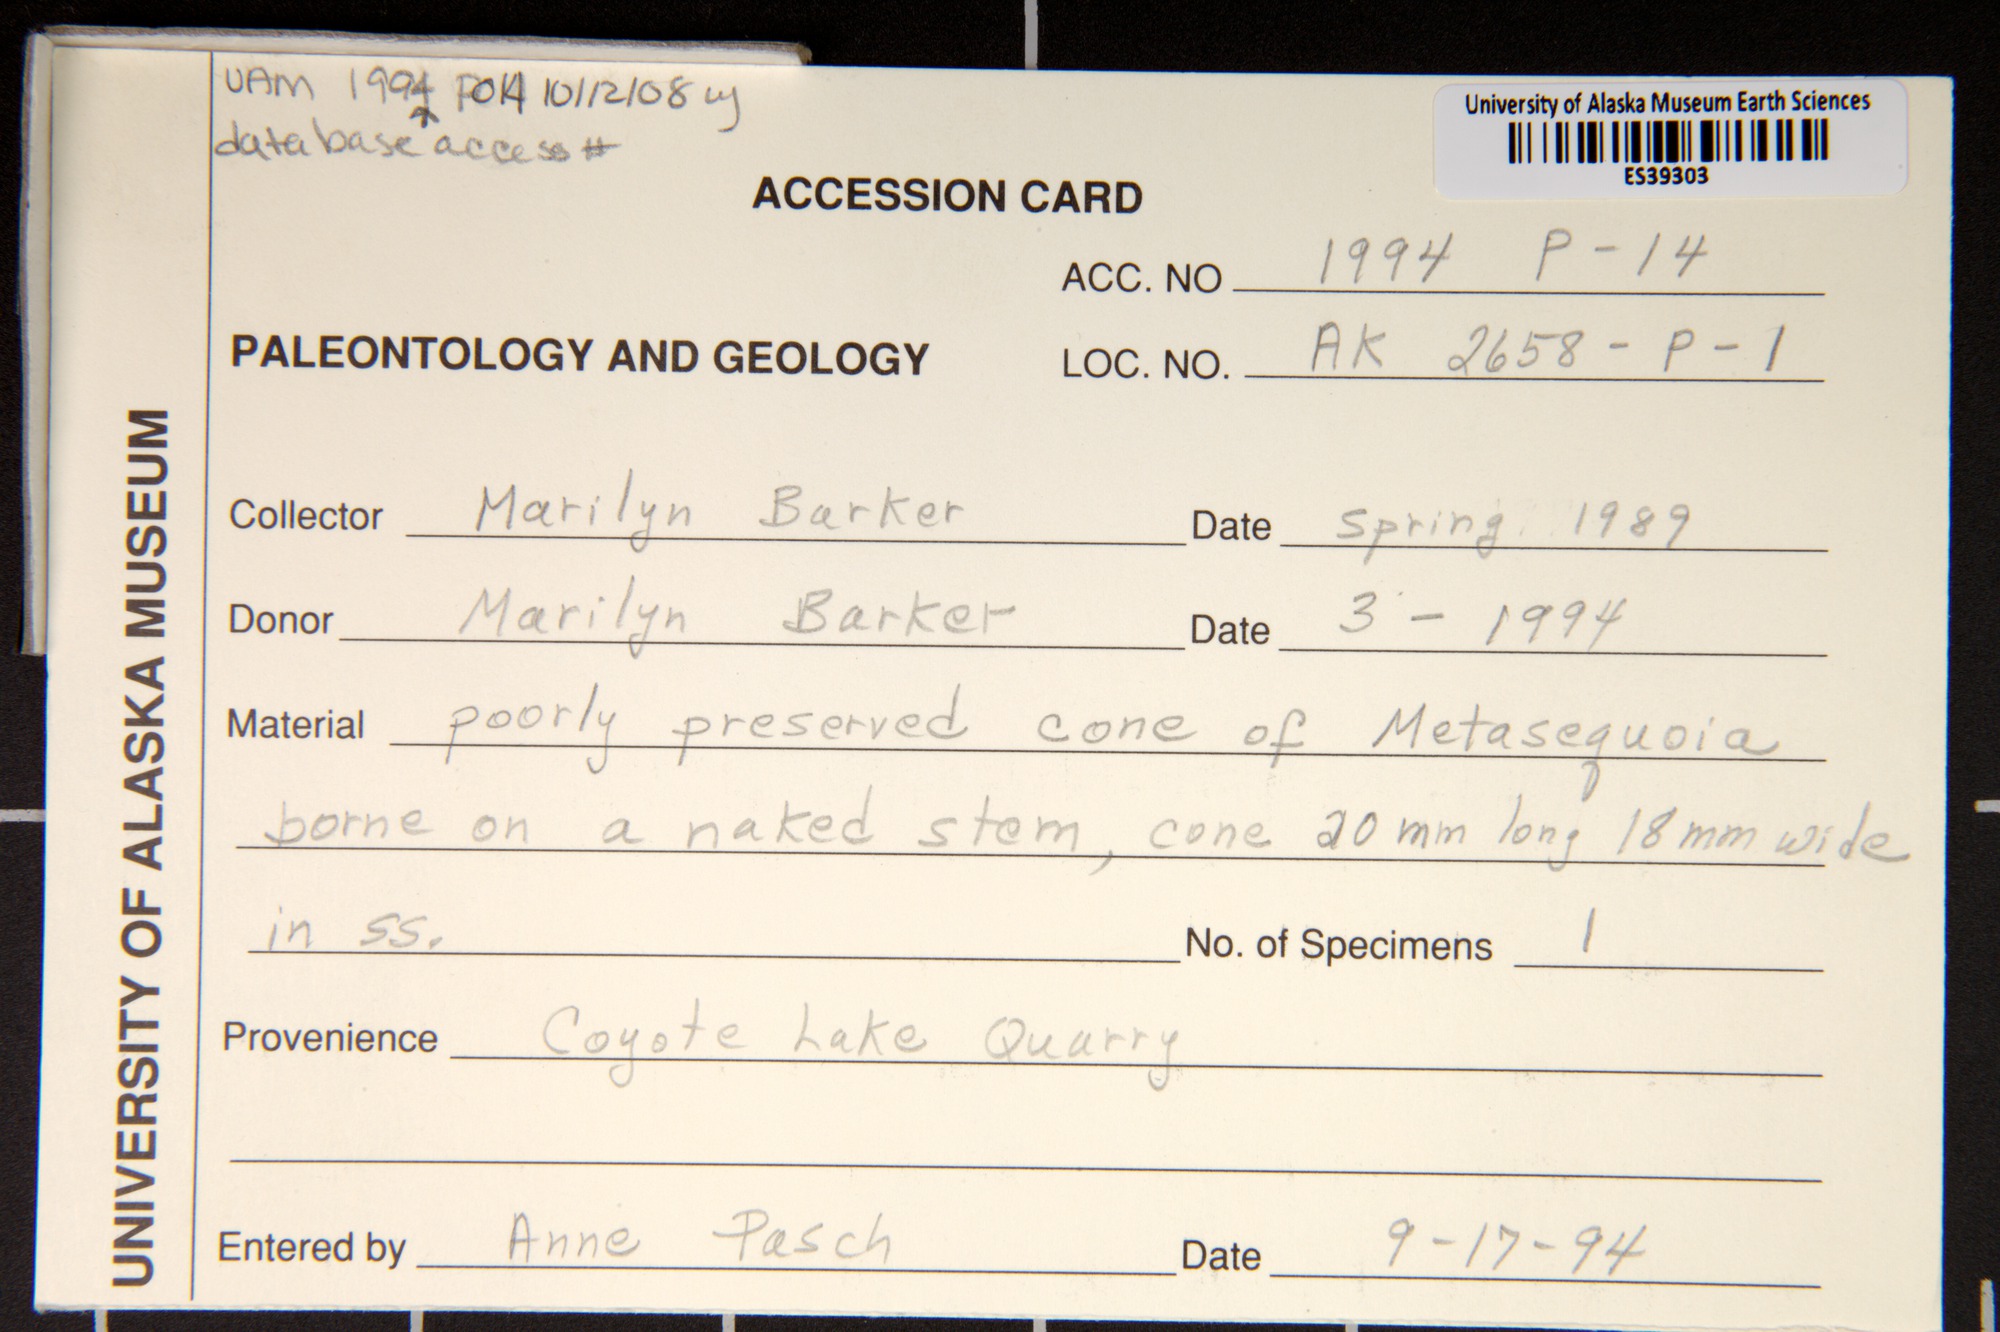 UAM 1994 POH 10/12/08 wj
database access #
University of Alaska Museum Earth Sciences
ES39303
ACCESSION CARD
ACC. NO 1994 P-14
PALEONTOLOGY AND GEOLOGY LOC. NO. AK 2658-P-1
UNIVERSITY OF ALASKA MUSEUM
Collector Marilyn Barker Date Spring 1989
Donor Marilyn Barker Date 3 - 1994
Material poorly preserved cone of Metasequoia
borne on a naked stem, cone 20 mm long 18 mm wide
in ss. No. of Specimens 1
Provenience Coyote Lake Quarry
Entered by Anne Pasch Date 9-17-94